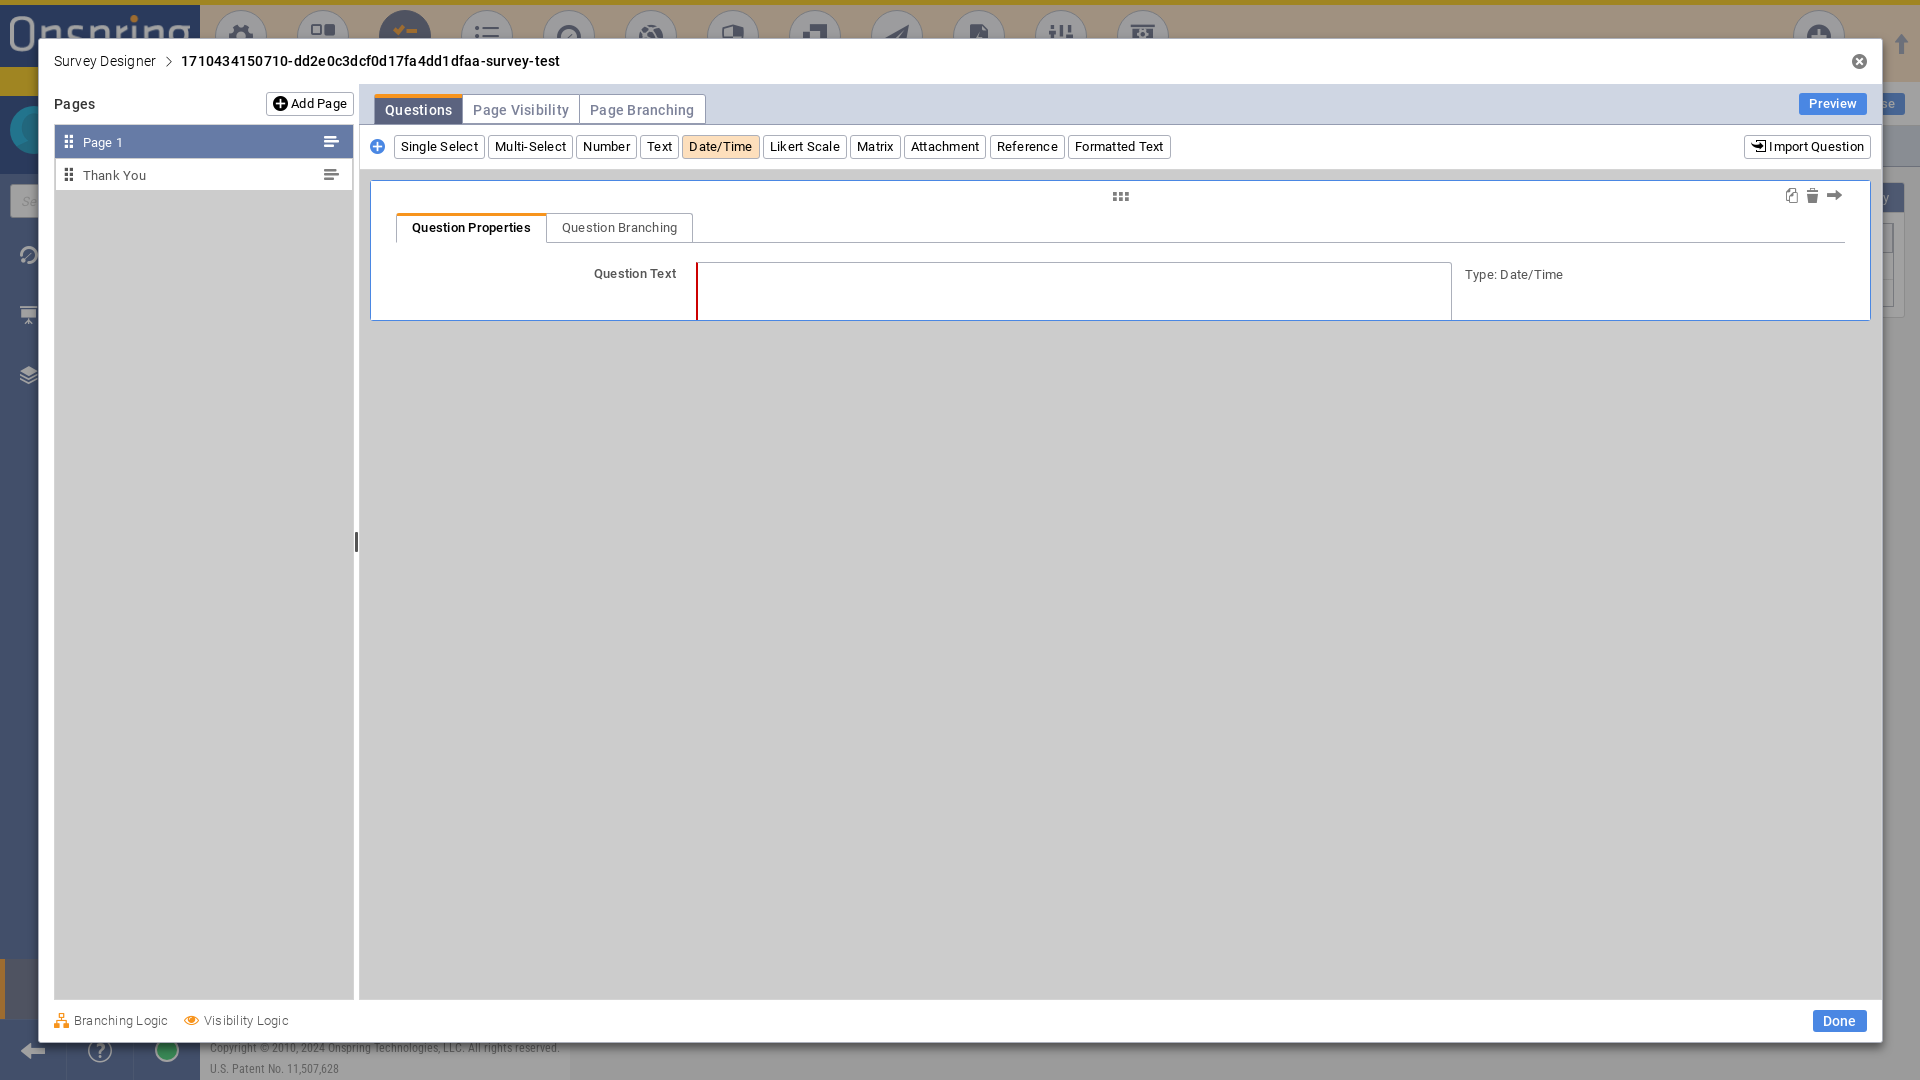 Onspring
Survey Designer > 1710434150710-dd2e0c3dcf0d17fa4dd1dfaa-survey-test
Pages
Add Page
Questions
Page Visibility
Page Branching
Preview
se
Page 1
Thank You
Single Select
Multi-Select
Number
Text
Date/Time
Likert Scale
Matrix
Attachment
Reference
Formatted Text
Import Question
Se
y
Question Properties
Question Branching
Question Text
Type: Date/Time
Branching Logic
Visibility Logic
Done
Copyright © 2010, 2024 Onspring Technologies, LLC. All rights reserved.
U.S. Patent No. 11,507,628